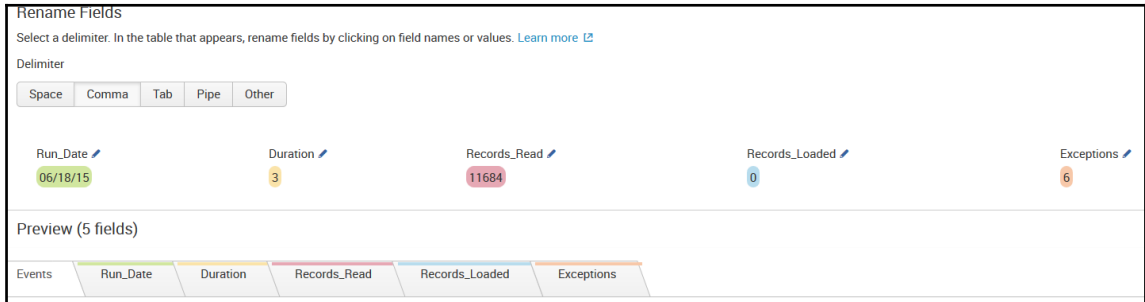 Rename Fields
Select a delimiter. In the table that appears, rename fields by clicking on field names or values. Learn more
Delimiter
Space Comma Tab Pipe Other
Run_Date Duration Records_Read Records_Loaded Exceptions
06/18/15 3 11684 0 6
Preview (5 fields)
Events Run_Date Duration Records_Read Records_Loaded Exceptions